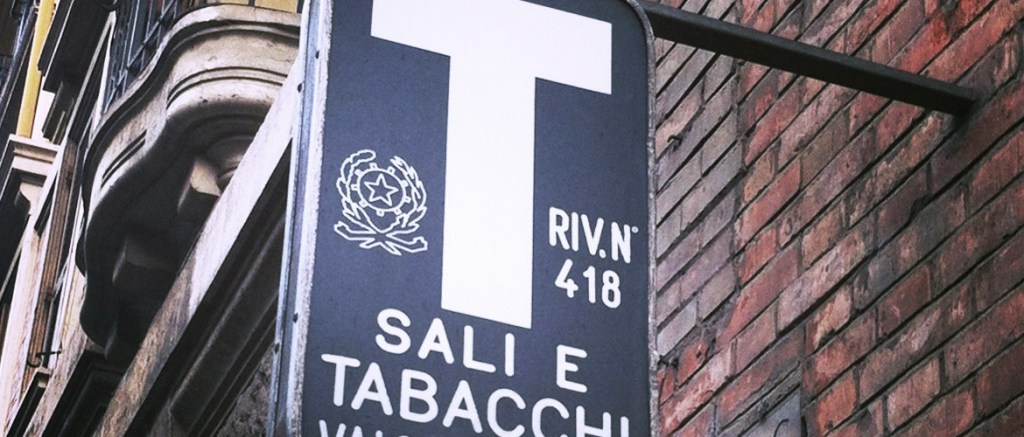 T
RIV.N°
418
SALI E
TABACCHI